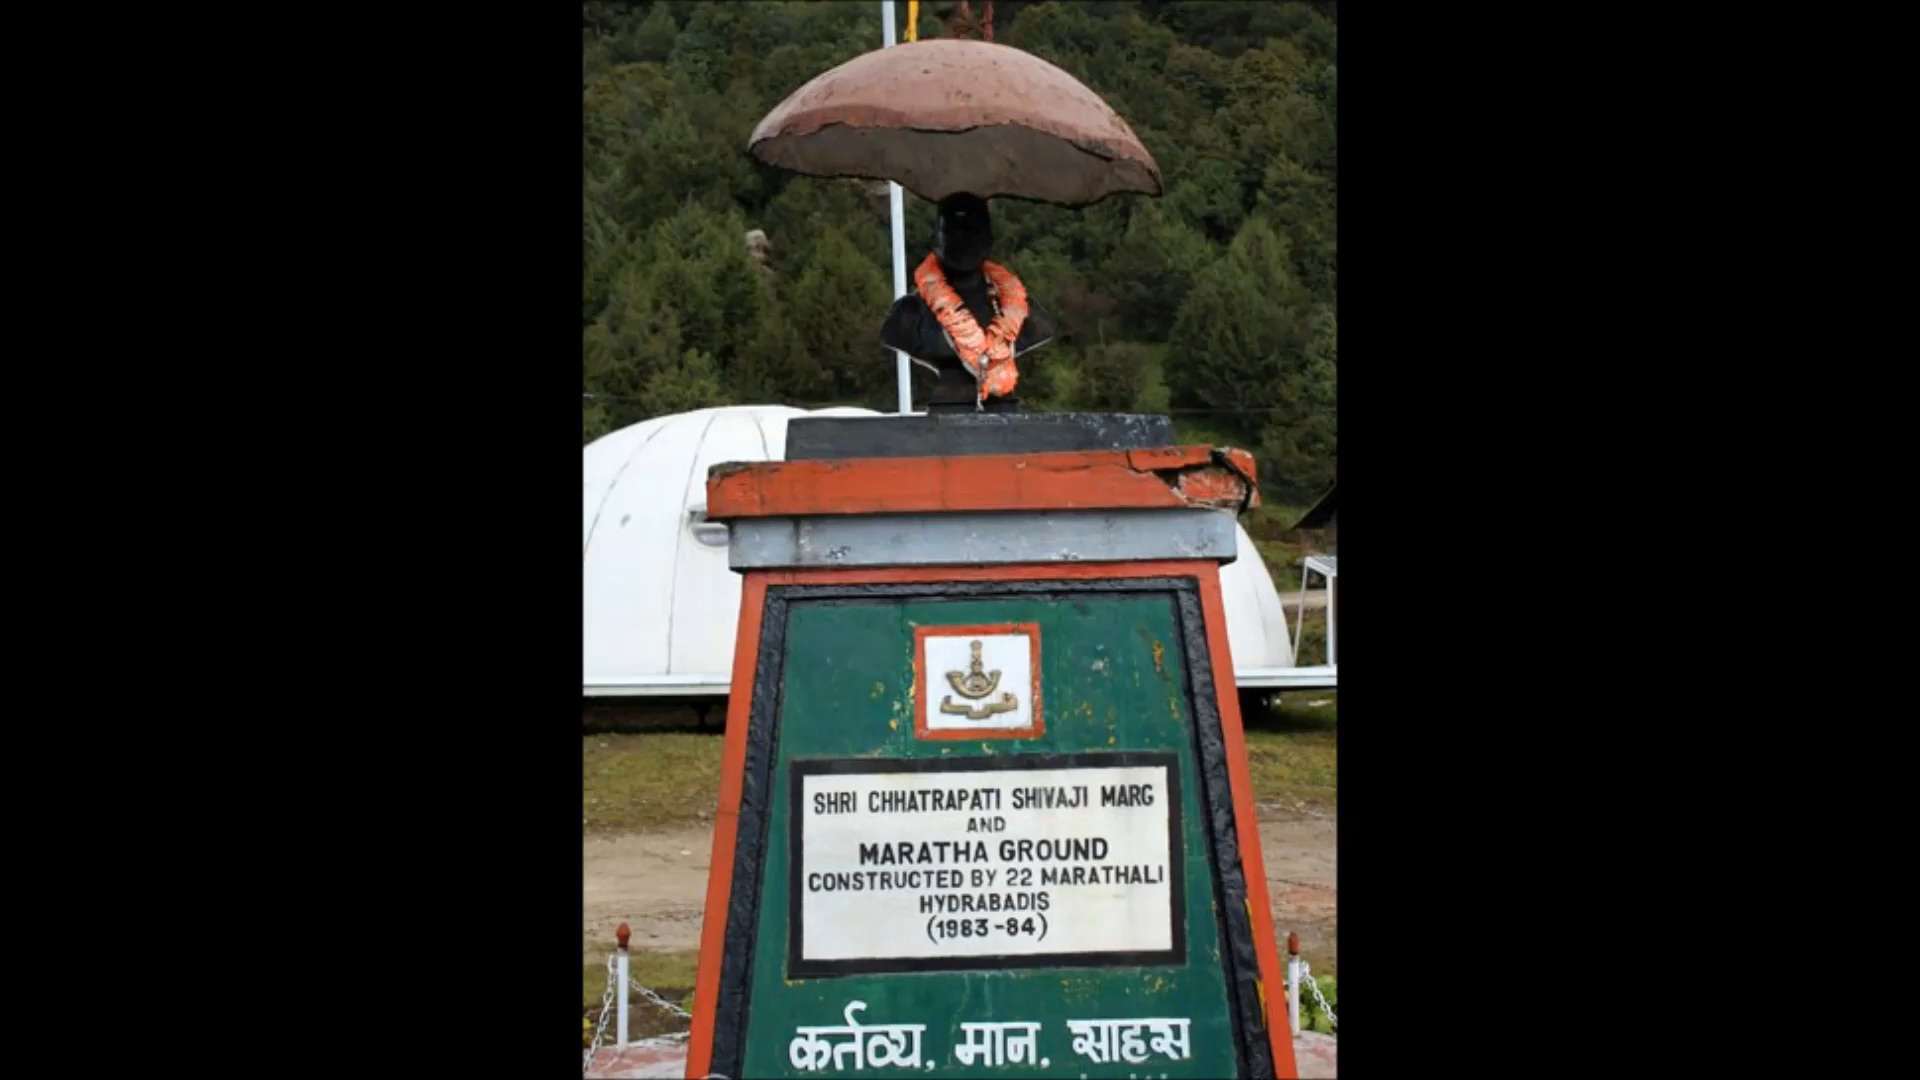 SHRI CHHATRAPATI SHIVAJI MARG
AND
MARATHA GROUND
CONSTRUCTED BY 22 MARATHALI
HYDRABADIS
(1983-84)
कर्तव्य, मान, साहस